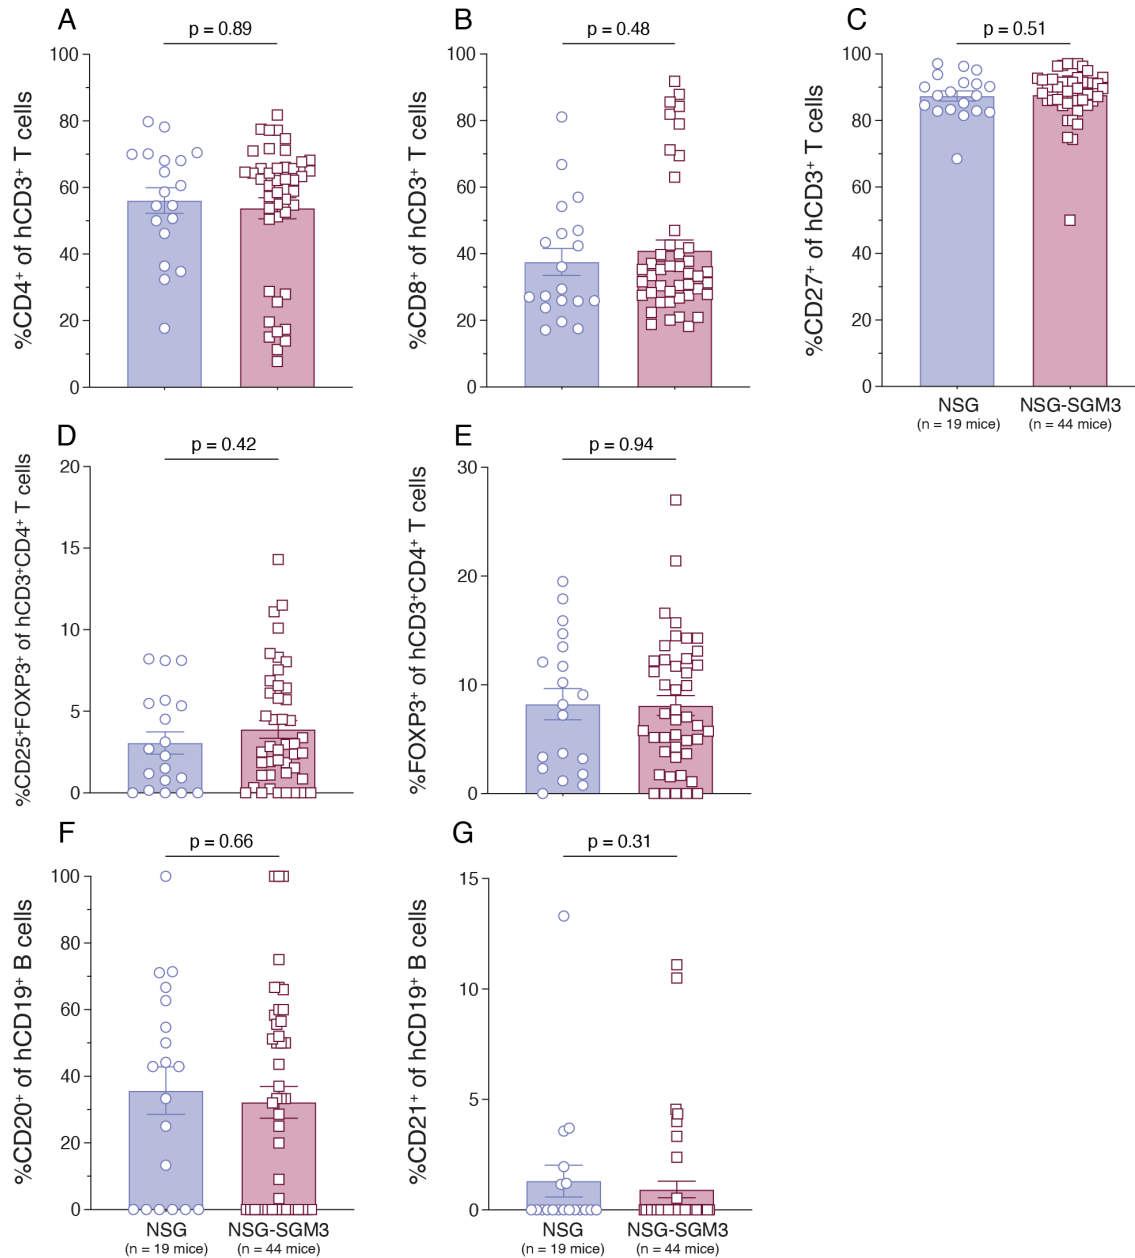 A
p = 0.89
%CD4⁺ of hCD3⁺ T cells
100
80
60
40
20
0
B
p = 0.48
%CD8⁺ of hCD3⁺ T cells
100
80
60
40
20
0
C
p = 0.51
%CD27⁺ of hCD3⁺ T cells
100
80
60
40
20
0
NSG
(n = 19 mice)
NSG-SGM3
(n = 44 mice)
D
p = 0.42
%CD25⁺FOXP3⁺ of hCD3⁺CD4⁺ T cells
20
15
10
5
0
E
p = 0.94
%FOXP3⁺ of hCD3⁺CD4⁺ T cells
30
20
10
0
F
p = 0.66
%CD20⁺ of hCD19⁺ B cells
100
80
60
40
20
0
NSG
(n = 19 mice)
NSG-SGM3
(n = 44 mice)
G
p = 0.31
%CD21⁺ of hCD19⁺ B cells
15
10
5
0
NSG
(n = 19 mice)
NSG-SGM3
(n = 44 mice)